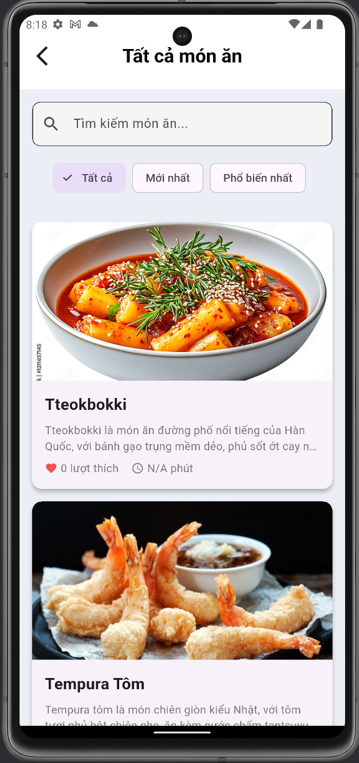 8:18
Tất cả món ăn
Tìm kiếm món ăn...
Tất cả
Mới nhất
Phổ biến nhất
Tteokbokki
Tteokbokki là món ăn đường phố nổi tiếng của Hàn
Quốc, với bánh gạo trụng mềm dẻo, phủ sốt ớt cay n...
0 lượt thích
N/A phút
Tempura Tôm
Tempura tôm là món chiên giòn kiểu Nhật, với tôm